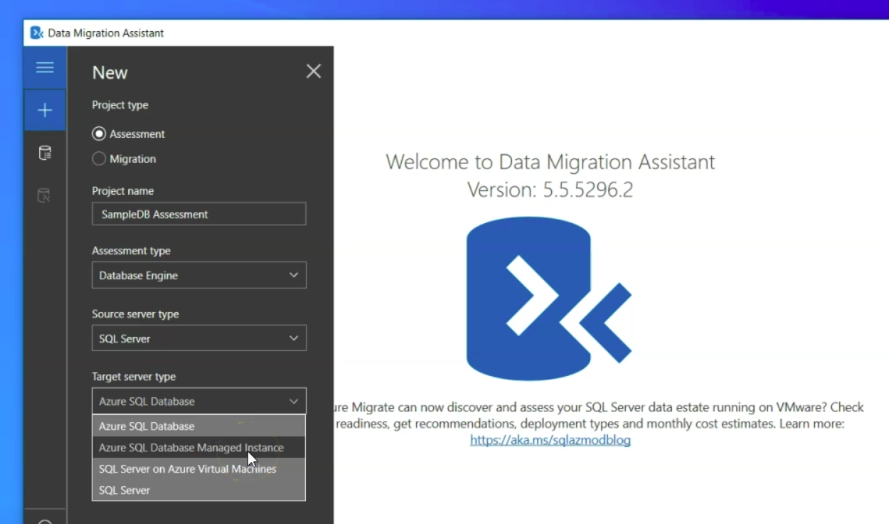 Data Migration Assistant
New
Project type
Assessment
Migration
Project name
SampleDB Assessment
Assessment type
Database Engine
Source server type
SQL Server
Target server type
Azure SQL Database
Azure SQL Database
Azure SQL Database Managed Instance
SQL Server on Azure Virtual Machines
SQL Server
Welcome to Data Migration Assistant
Version: 5.5.5296.2
ure Migrate can now discover and assess your SQL Server data estate running on VMware? Check
readiness, get recommendations, deployment types and monthly cost estimates. Learn more:
https://aka.ms/sqlazmodblog